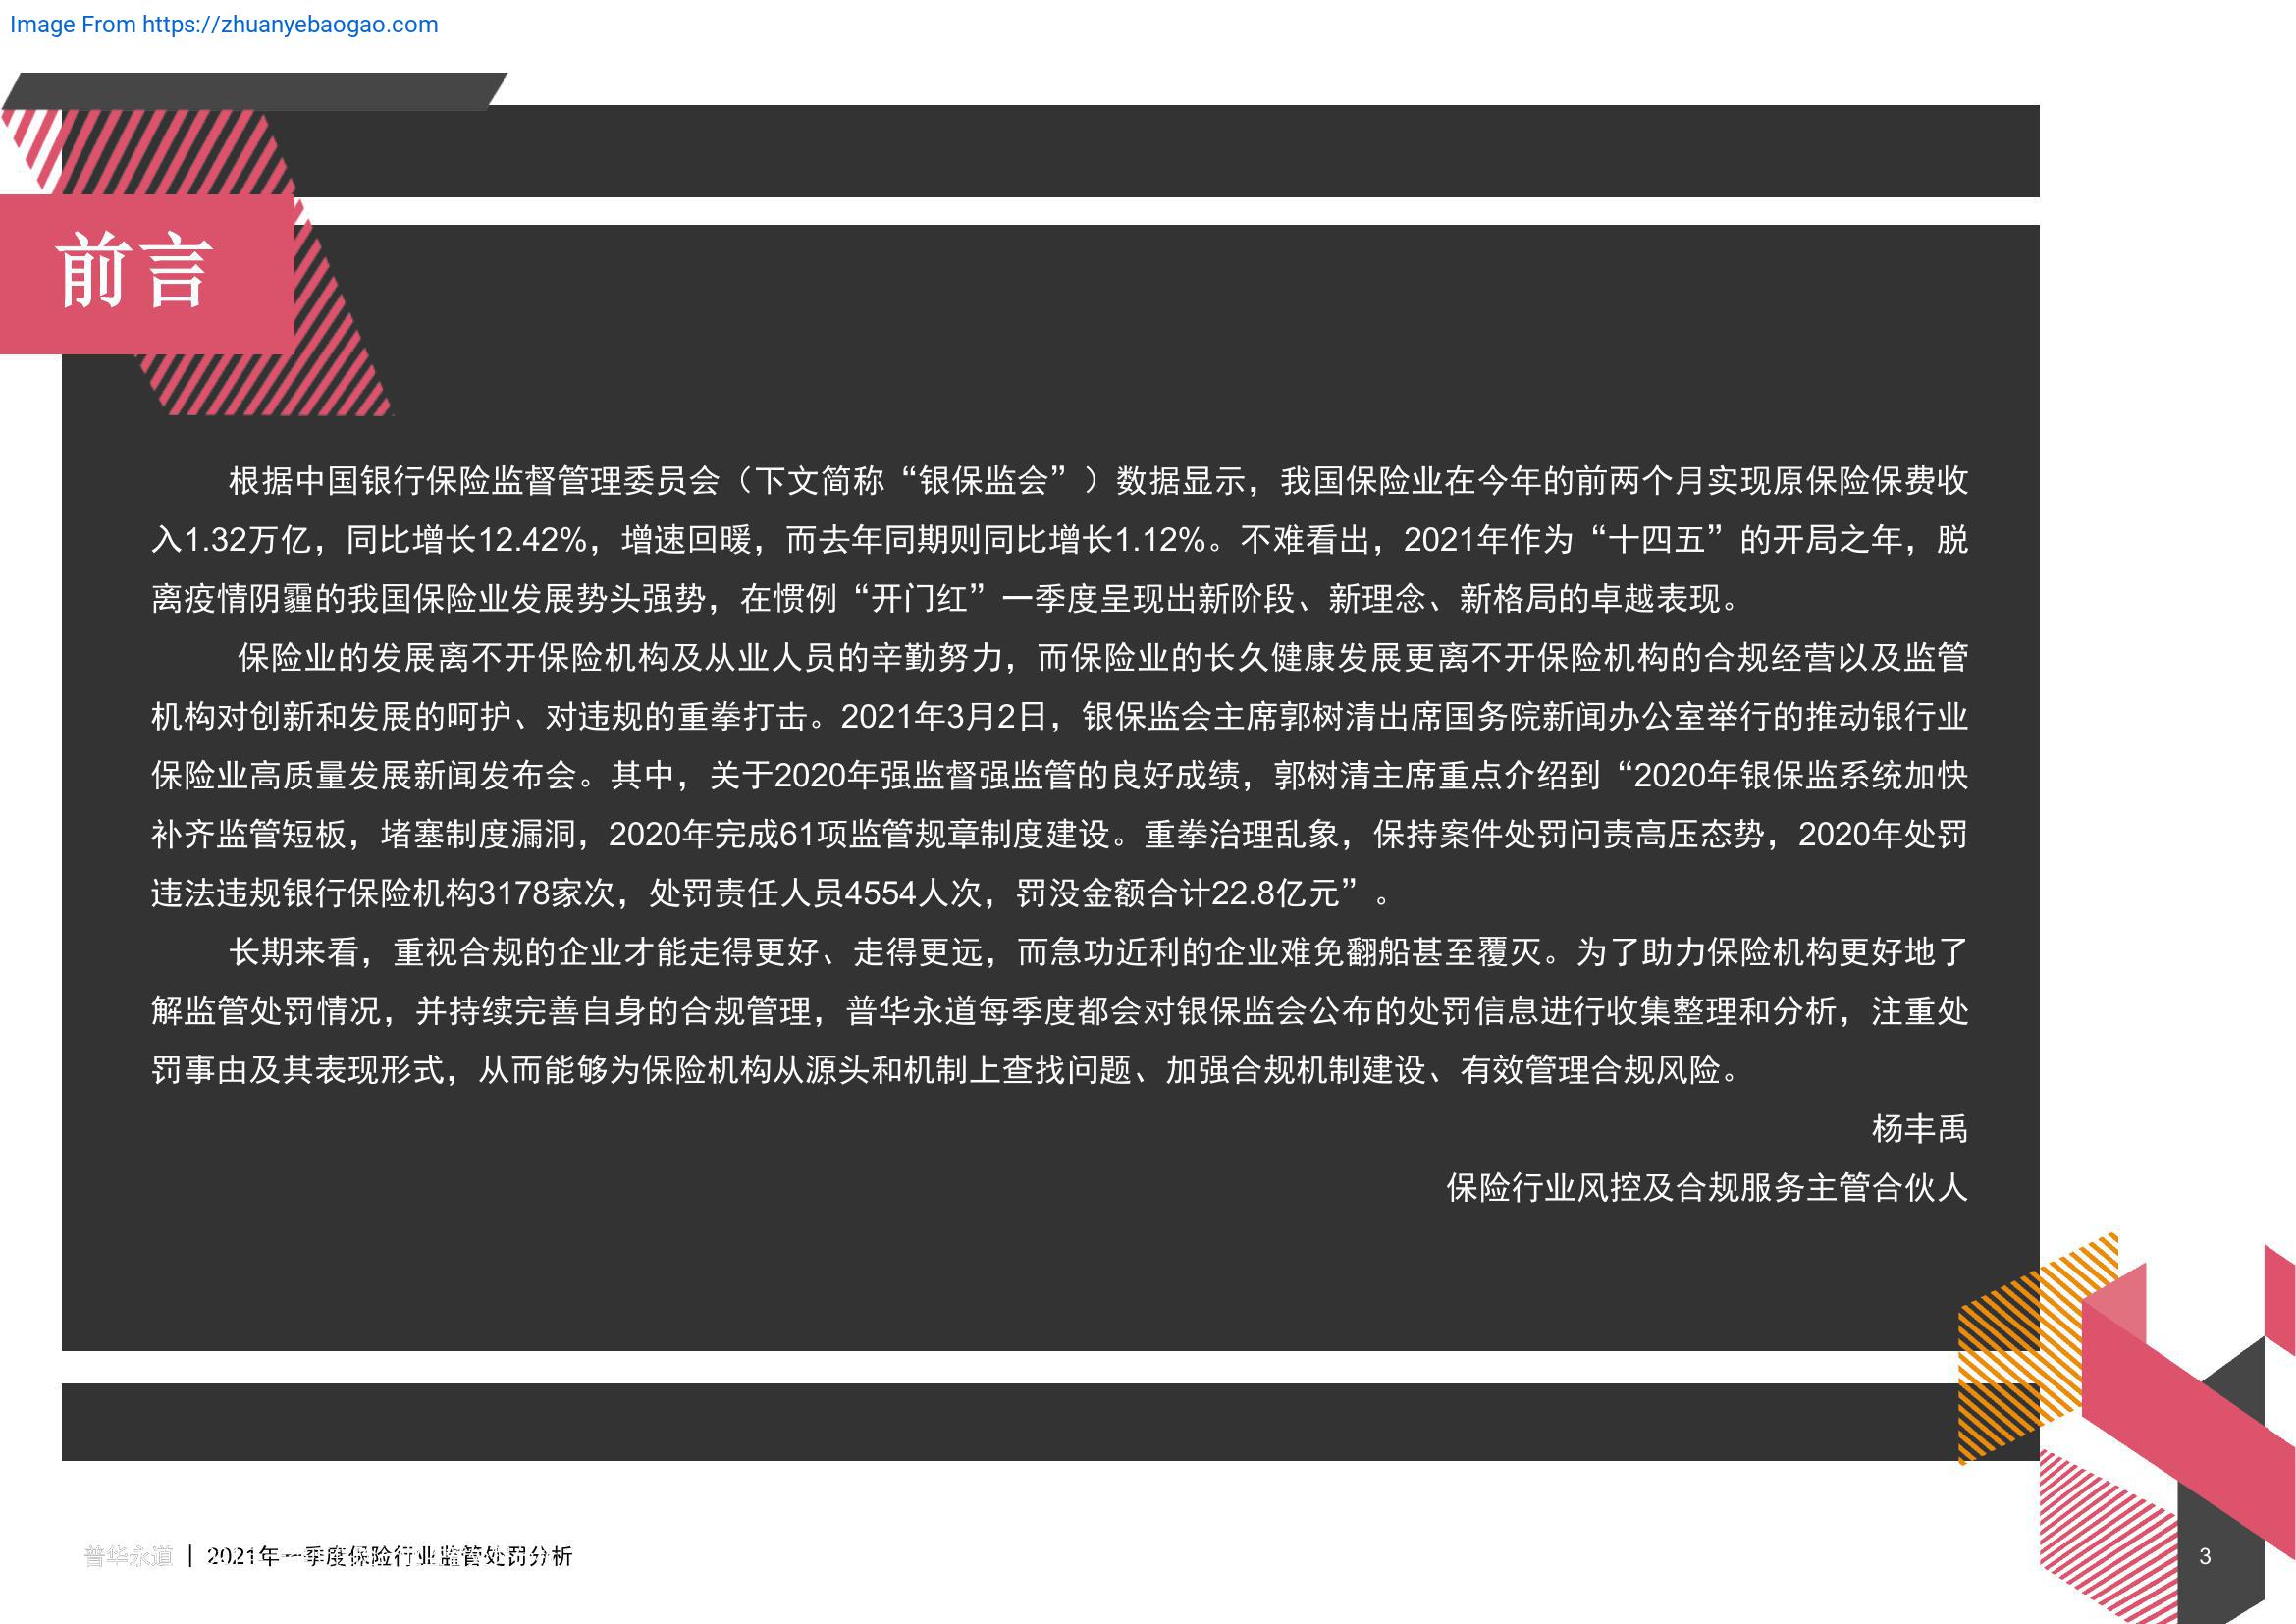 Image From https://zhuanyebaogao.com
前言
根据中国银行保险监督管理委员会（下文简称“银保监会”）数据显示，我国保险业在今年的前两个月实现原保险保费收
入1.32万亿，同比增长12.42%，增速回暖，而去年同期则同比增长1.12%。不难看出，2021年作为“十四五”的开局之年，脱
离疫情阴霾的我国保险业发展势头强势，在惯例“开门红”一季度呈现出新阶段、新理念、新格局的卓越表现。
保险业的发展离不开保险机构及从业人员的辛勤努力，而保险业的长久健康发展更离不开保险机构的合规经营以及监管
机构对创新和发展的呵护、对违规的重拳打击。2021年3月2日，银保监会主席郭树清出席国务院新闻办公室举行的推动银行业
保险业高质量发展新闻发布会。其中，关于2020年强监督强监管的良好成绩，郭树清主席重点介绍到“2020年银保监系统加快
补齐监管短板，堵塞制度漏洞，2020年完成61项监管规章制度建设。重拳治理乱象，保持案件处罚问责高压态势，2020年处罚
违法违规银行保险机构3178家次，处罚责任人员4554人次，罚没金额合计22.8亿元”。
长期来看，重视合规的企业才能走得更好、走得更远，而急功近利的企业难免翻船甚至覆灭。为了助力保险机构更好地了
解监管处罚情况，并持续完善自身的合规管理，普华永道每季度都会对银保监会公布的处罚信息进行收集整理和分析，注重处
罚事由及其表现形式，从而能够为保险机构从源头和机制上查找问题、加强合规机制建设、有效管理合规风险。
杨丰禹
保险行业风控及合规服务主管合伙人
普华永道 | 2021年一季度保险行业监管处罚分析
3